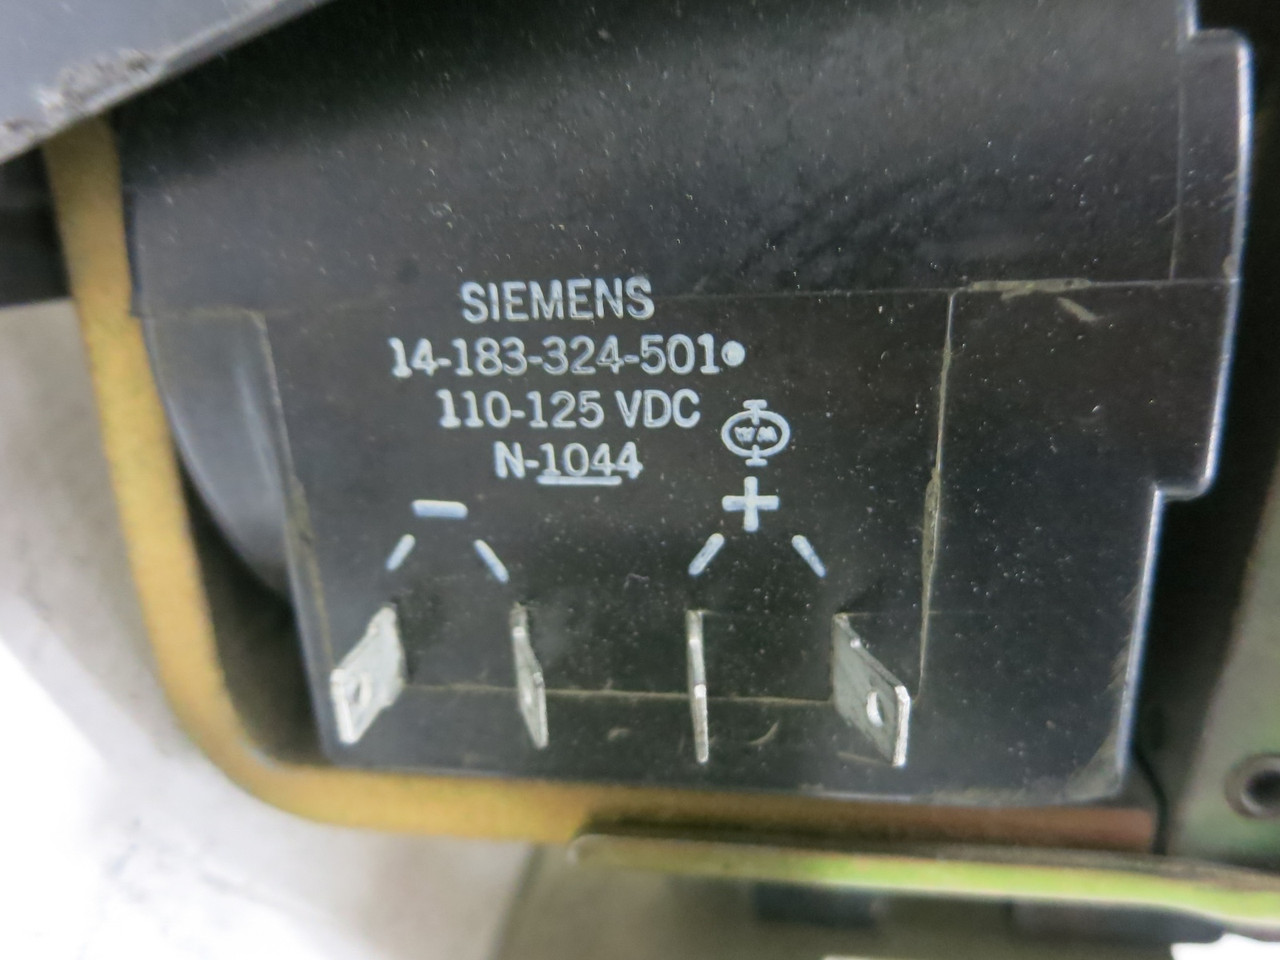 SIEMENS
14-183-324-501•
110-125 VDC
N-1044
- +